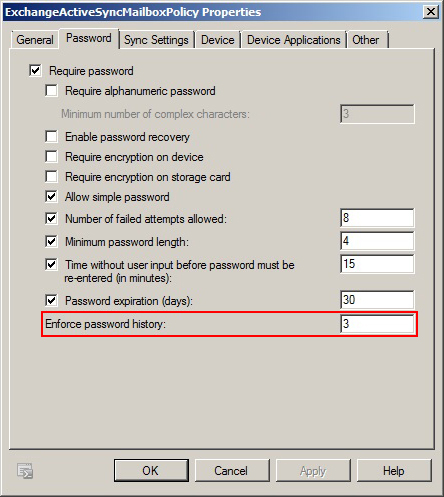 ExchangeActiveSyncMailboxPolicy Properties
General Password Sync Settings Device Device Applications Other
Require password
Require alphanumeric password
Minimum number of complex characters: 3
Enable password recovery
Require encryption on device
Require encryption on storage card
Allow simple password
Number of failed attempts allowed: 8
Minimum password length: 4
Time without user input before password must be 15
re-entered (in minutes):
Password expiration (days): 30
Enforce password history: 3
OK Cancel Apply Help